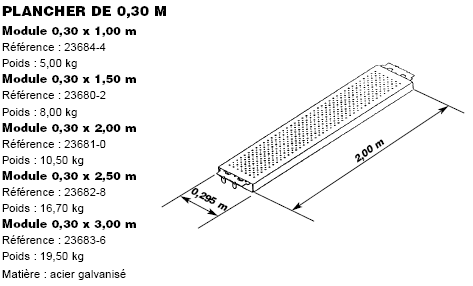 PLANCHER DE 0,30 M
Module 0,30 x 1,00 m
Référence : 23684-4
Poids : 5,00 kg
Module 0,30 x 1,50 m
Référence : 23680-2
Poids : 8,00 kg
Module 0,30 x 2,00 m
Référence : 23681-0
Poids : 10,50 kg
Module 0,30 x 2,50 m
Référence : 23682-8
Poids : 16,70 kg
Module 0,30 x 3,00 m
Référence : 23683-6
Poids : 19,50 kg
Matière : acier galvanisé
2,00 m
0,295 m